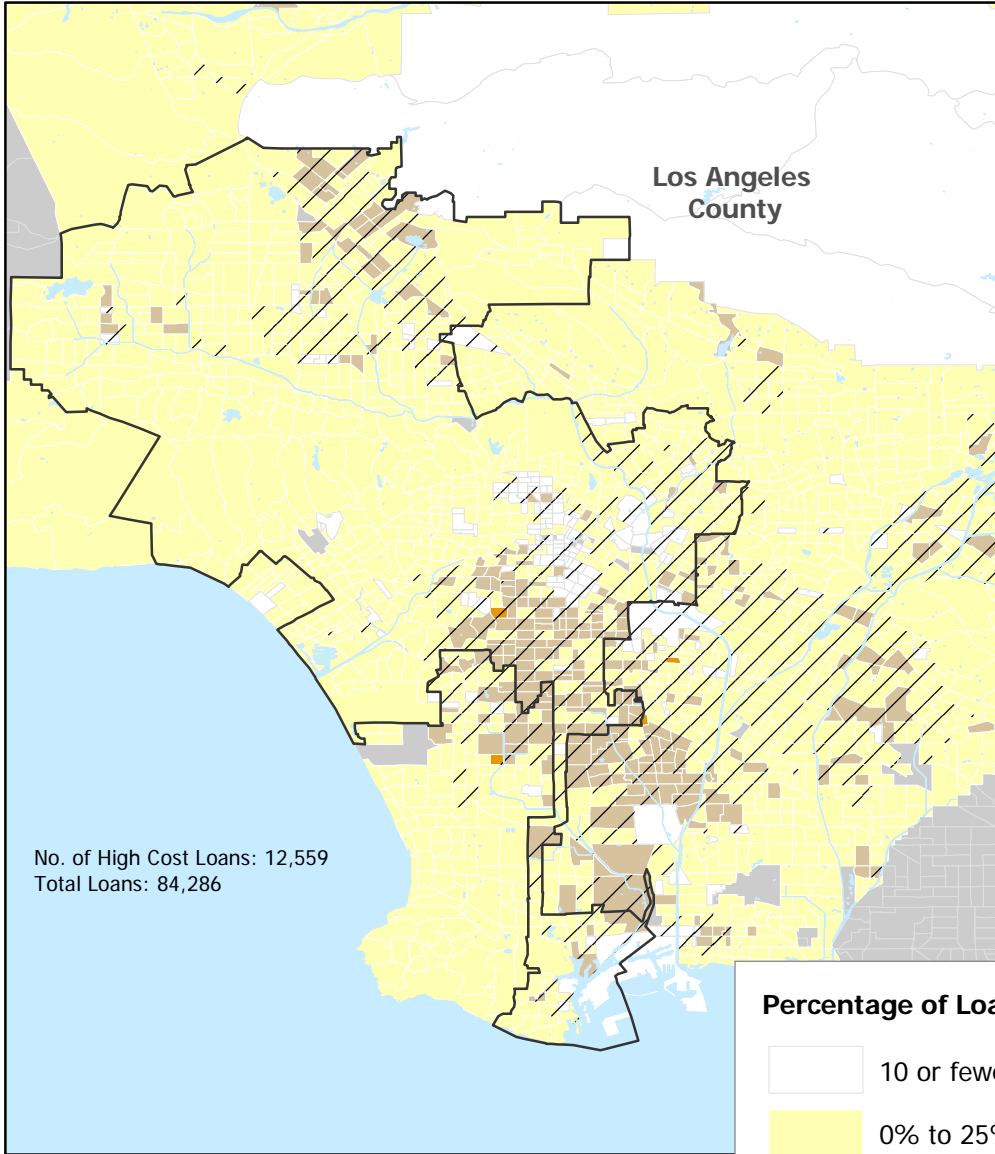 Los Angeles
County
No. of High Cost Loans: 12,559
Total Loans: 84,286
Percentage of Loa
10 or fewe
0% to 25%